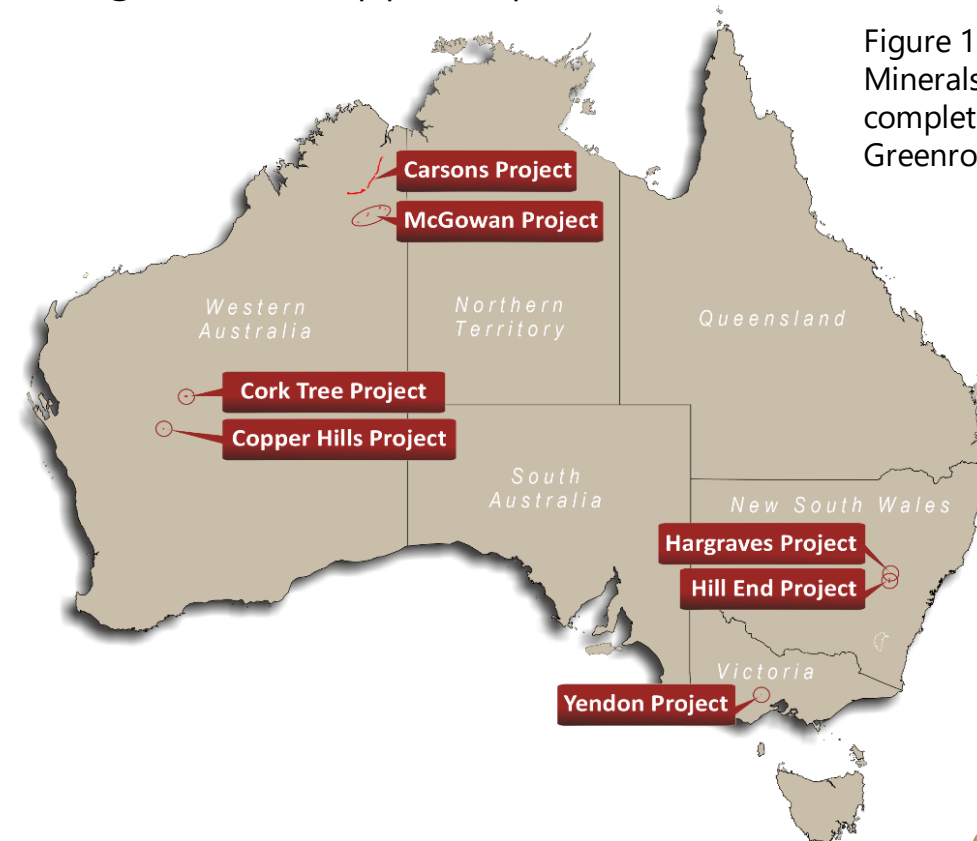 Figure 1
Minerals
complet
Greenro
Carsons Project
McGowan Project
Western
Australia
Northern
Territory
Queensland
Cork Tree Project
Copper Hills Project
South
Australia
New South Wales
Hargraves Project
Hill End Project
Victoria
Yendon Project